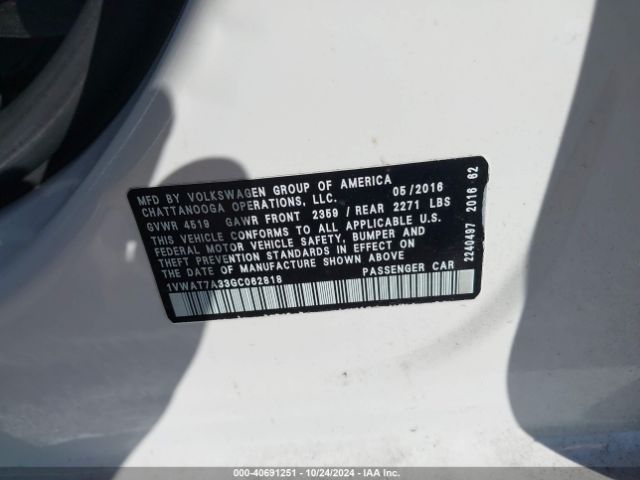 MFD BY VOLKSWAGEN GROUP OF AMERICA 05/2016
CHATTANOOGA OPERATIONS, LLC.
GVWR 4519 GAWR FRONT 2359 / REAR 2271 LBS
THIS VEHICLE CONFORMS TO ALL APPLICABLE U.S.
FEDERAL MOTOR VEHICLE SAFETY, BUMPER AND
THEFT PREVENTION STANDARDS IN EFFECT ON
THE DATE OF MANUFACTURE SHOWN ABOVE
1VWAT7A33GC062818 PASSENGER CAR
2240497 2016 62
000-40691251 | 10/24/2024 | IAAI.COM